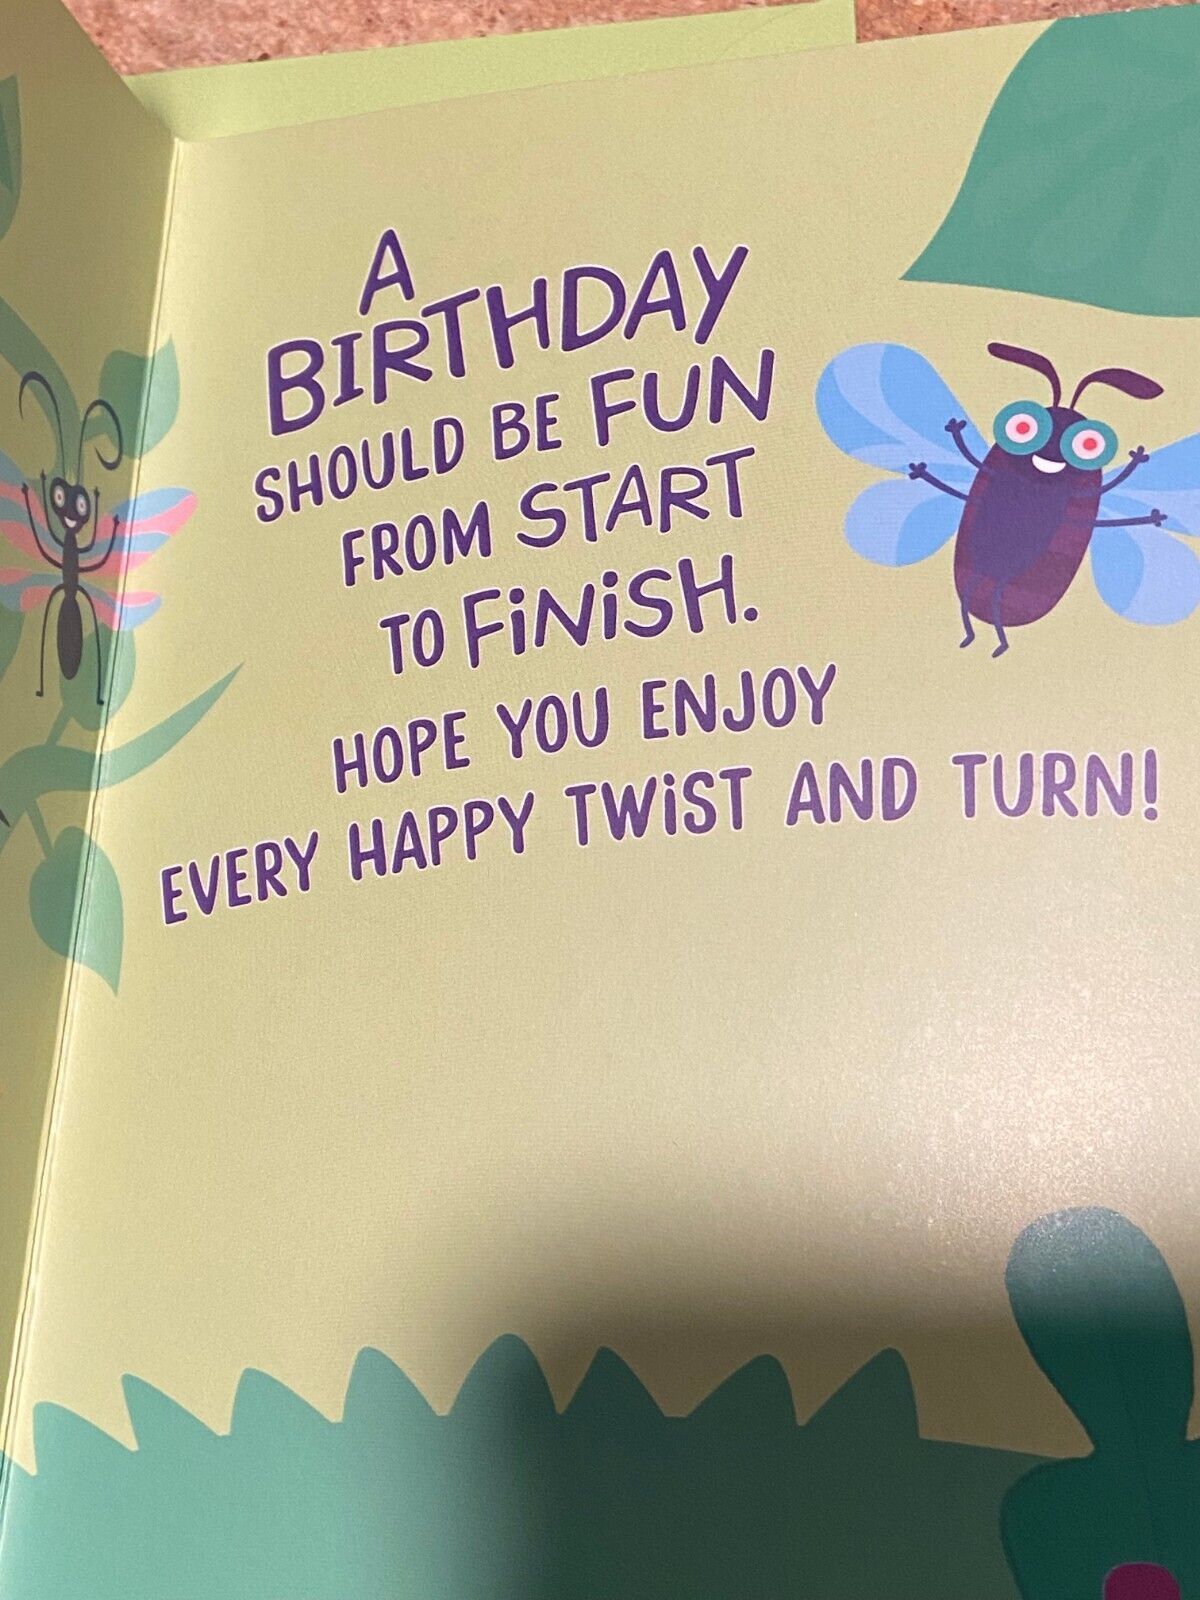 A
BIRTHDAY
SHOULD BE FUN
FROM START
TO FiNiSH.
HOPE YOU ENJOY
EVERY HAPPY TWiST AND TURN!